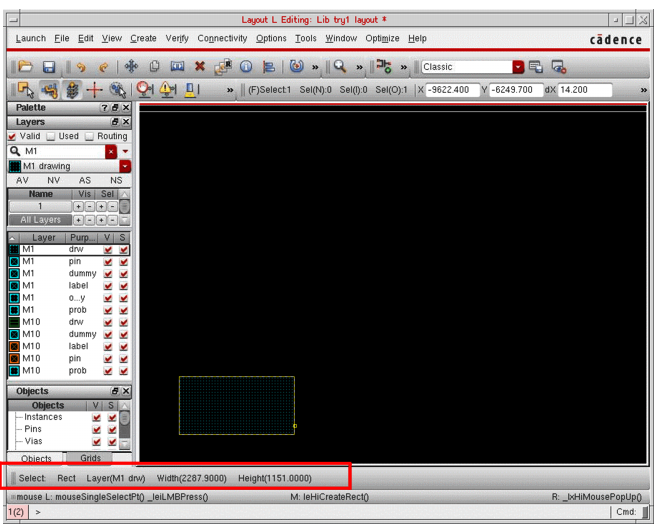 Layout L Editing: Lib try1 layout *
Launch File Edit View Create Verify Connectivity Options Tools Window Optimize Help
cādence
» » » Classic
» (F)Select:1 Sel(N):0 Sel(I):0 Sel(O):1 X -9622.400 Y -6249.700 dX 14.200 »
Palette
Layers
Valid Used Routing
M1
M1 drawing
AV NV AS NS
Name Vis Sel
1 + - + -
All Layers + - + -
Layer Purp... V S
M1 drw
M1 pin
M1 dummy
M1 label
M1 o...y
M1 prob
M10 drw
M10 dummy
M10 label
M10 pin
M10 prob
Objects
Objects V S
Instances
Pins
Vias
Objects Grids
Select: Rect Layer(M1 drw) Width(2287.9000) Height(1151.0000)
mouse L: mouseSingleSelectPt() _leiLMBPress() M: leHiCreateRect() R: _lxHiMousePopUp()
1(2) > Cmd: